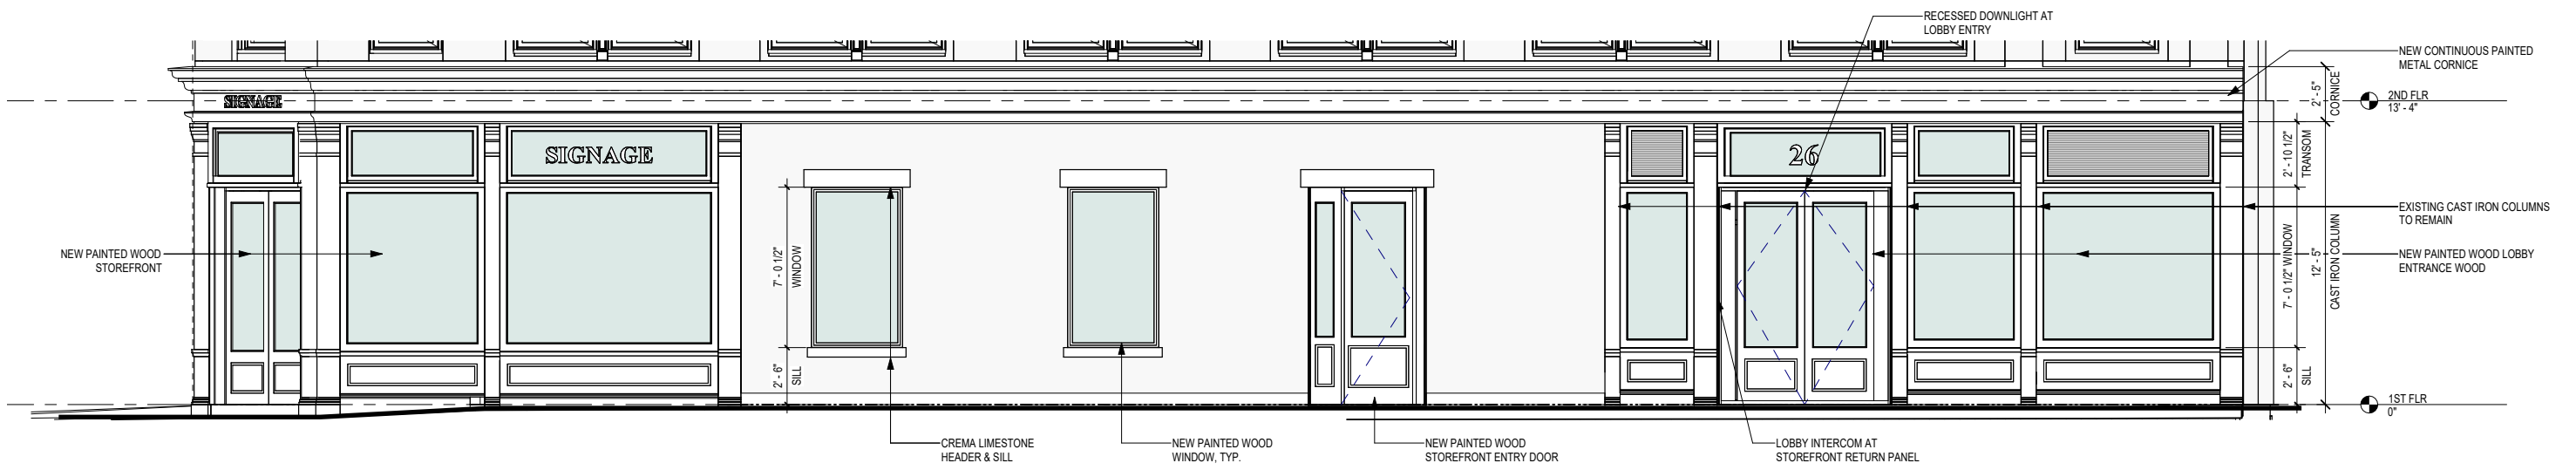 RECESSED DOWNLIGHT AT
LOBBY ENTRY
NEW CONTINUOUS PAINTED
METAL CORNICE
SIGNAGE
2' - 5"
CORNICE
2ND FLR
13' - 4"
SIGNAGE
26
2' - 10 1/2"
TRANSOM
EXISTING CAST IRON COLUMNS
TO REMAIN
NEW PAINTED WOOD
STOREFRONT
7' - 0 1/2"
WINDOW
7' - 0 1/2" WINDOW
12' - 5"
CAST IRON COLUMN
NEW PAINTED WOOD LOBBY
ENTRANCE WOOD
2' - 6"
SILL
2' - 6"
SILL
1ST FLR
0"
CREMA LIMESTONE
HEADER & SILL
NEW PAINTED WOOD
WINDOW, TYP.
NEW PAINTED WOOD
STOREFRONT ENTRY DOOR
LOBBY INTERCOM AT
STOREFRONT RETURN PANEL